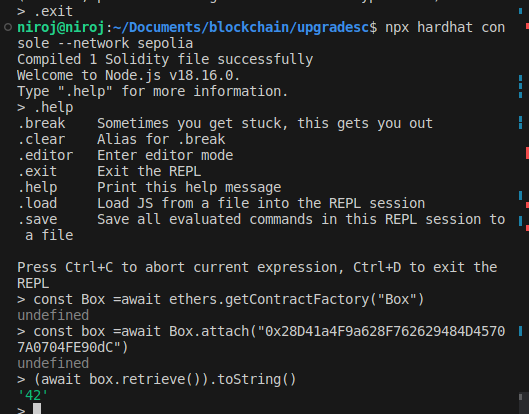 > .exit
niroj@niroj:~/Documents/blockchain/upgradesc$ npx hardhat con
sole --network sepolia
Compiled 1 Solidity file successfully
Welcome to Node.js v18.16.0.
Type ".help" for more information.
> .help
.break    Sometimes you get stuck, this gets you out
.clear    Alias for .break
.editor   Enter editor mode
.exit     Exit the REPL
.help     Print this help message
.load     Load JS from a file into the REPL session
.save     Save all evaluated commands in this REPL session to
 a file

Press Ctrl+C to abort current expression, Ctrl+D to exit the
REPL
> const Box =await ethers.getContractFactory("Box")
undefined
> const box =await Box.attach("0x28D41a4F9a628F762629484D4570
7A0704FE90dC")
undefined
> (await box.retrieve()).toString()
'42'
>